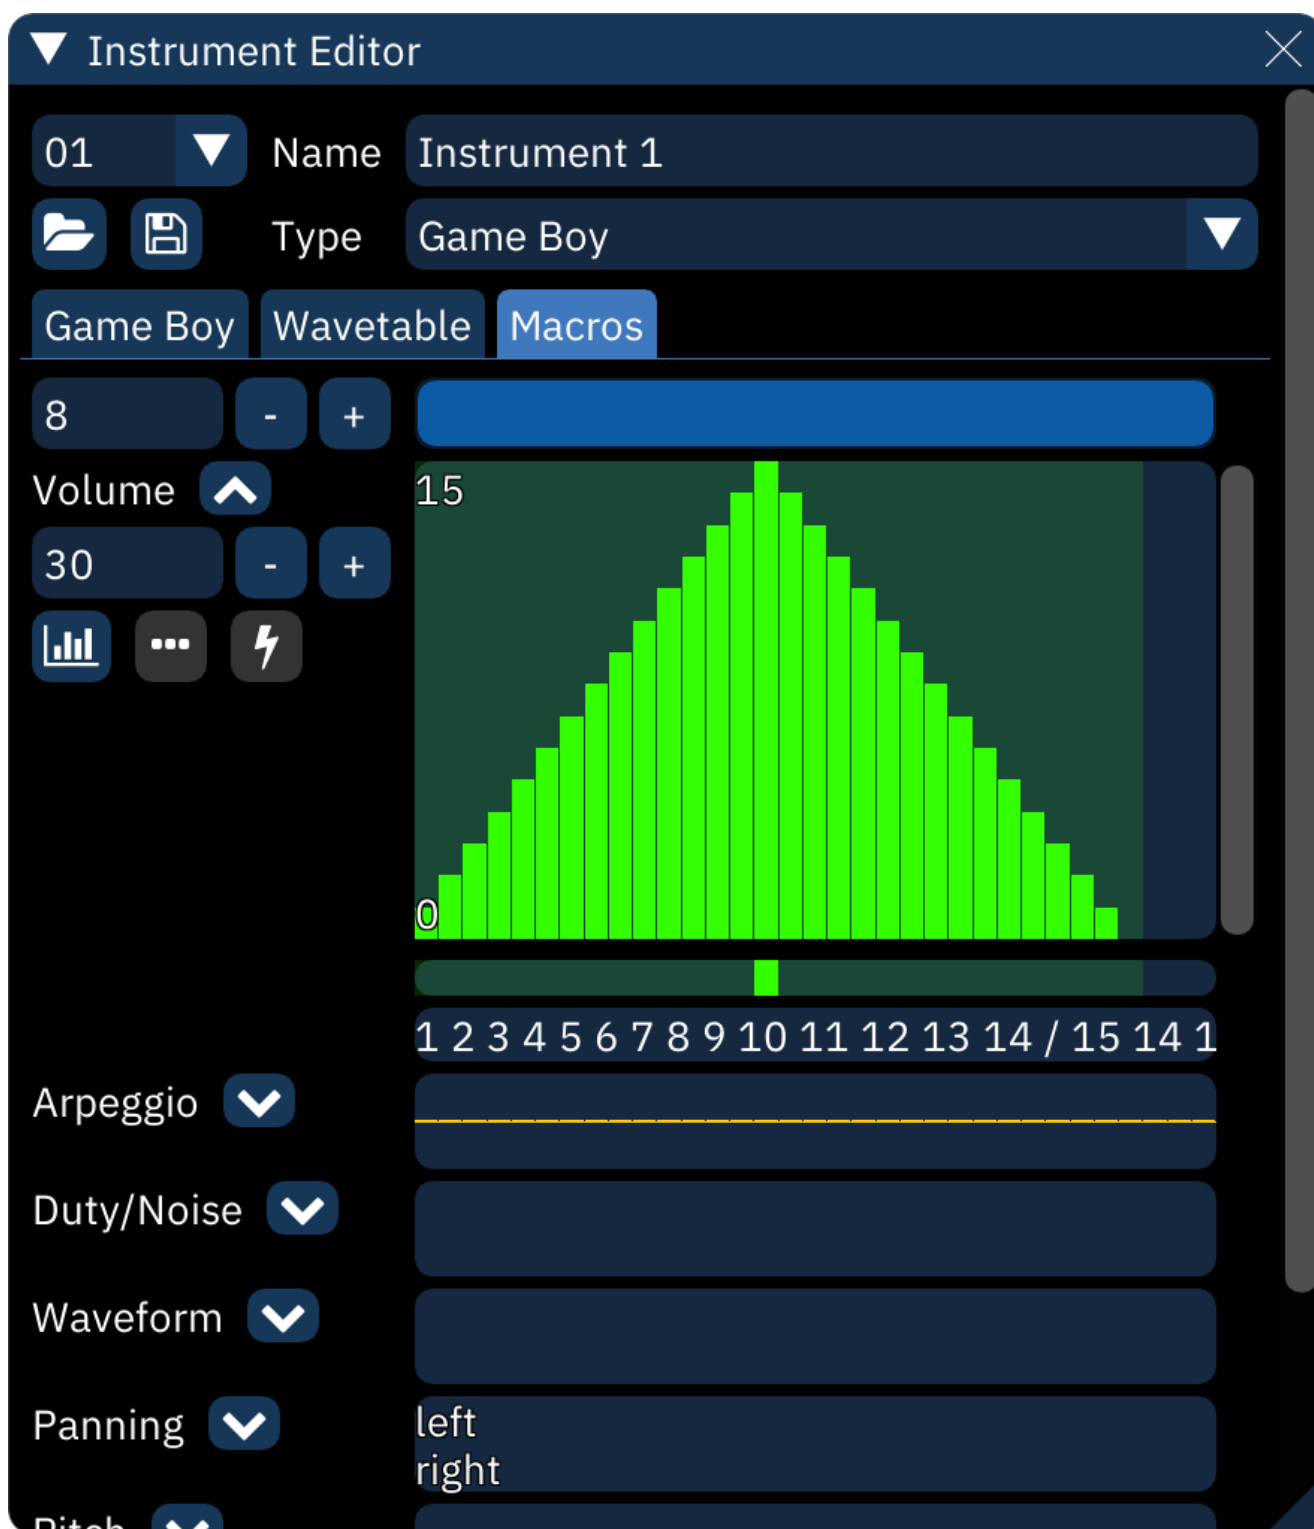 Instrument Editor
01 Name Instrument 1
Type Game Boy
Game Boy Wavetable Macros
8 - +
Volume 15
30 - +
0
1 2 3 4 5 6 7 8 9 10 11 12 13 14 / 15 14 1
Arpeggio
Duty/Noise
Waveform
Panning left
right
Pitch